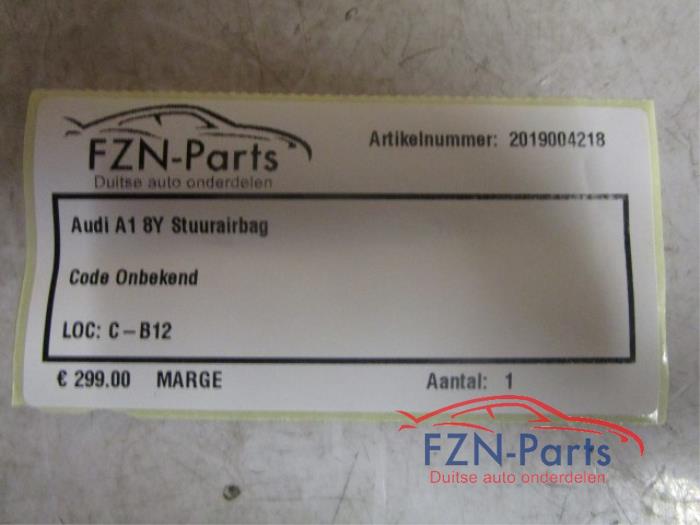 FZN-Parts
Duitse auto onderdelen
Artikelnummer: 2019004218
Audi A1 8Y Stuurairbag
Code Onbekend
LOC: C-B12
€ 299.00 MARGE Aantal: 1
FZN-Parts
Duitse auto onderdelen